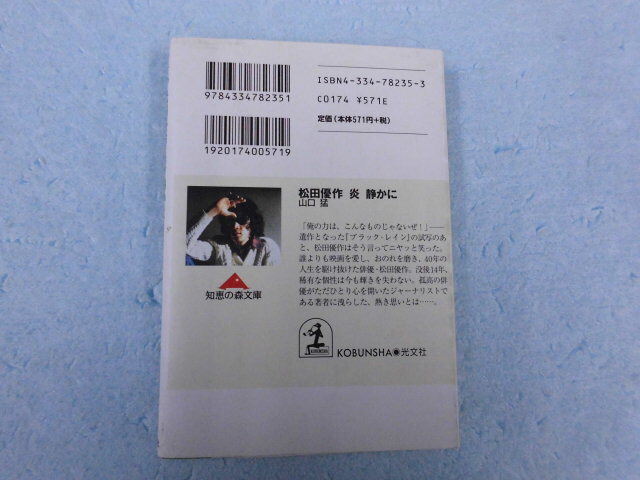 9784334782351
ISBN4-334-78235-3
C0174 ¥571E
定価(本体571円+税)
1920174005719
松田優作 炎 静かに
山口 猛
知恵の森文庫
「俺の力は、こんなものじゃないぜ!」――
遺作となった『ブラック・レイン』の試写のあ
と、松田優作はそう言ってニヤッと笑った。
誰よりも映画を愛し、おのれを磨き、40年の
人生を駆け抜けた俳優・松田優作。没後14年、
稀有な個性は今も輝きを失わない。孤高の俳
優がただひとり心を開いたジャーナリストで
ある著者に洩らした、熱き思いとは……。
KOBUNSHA 光文社